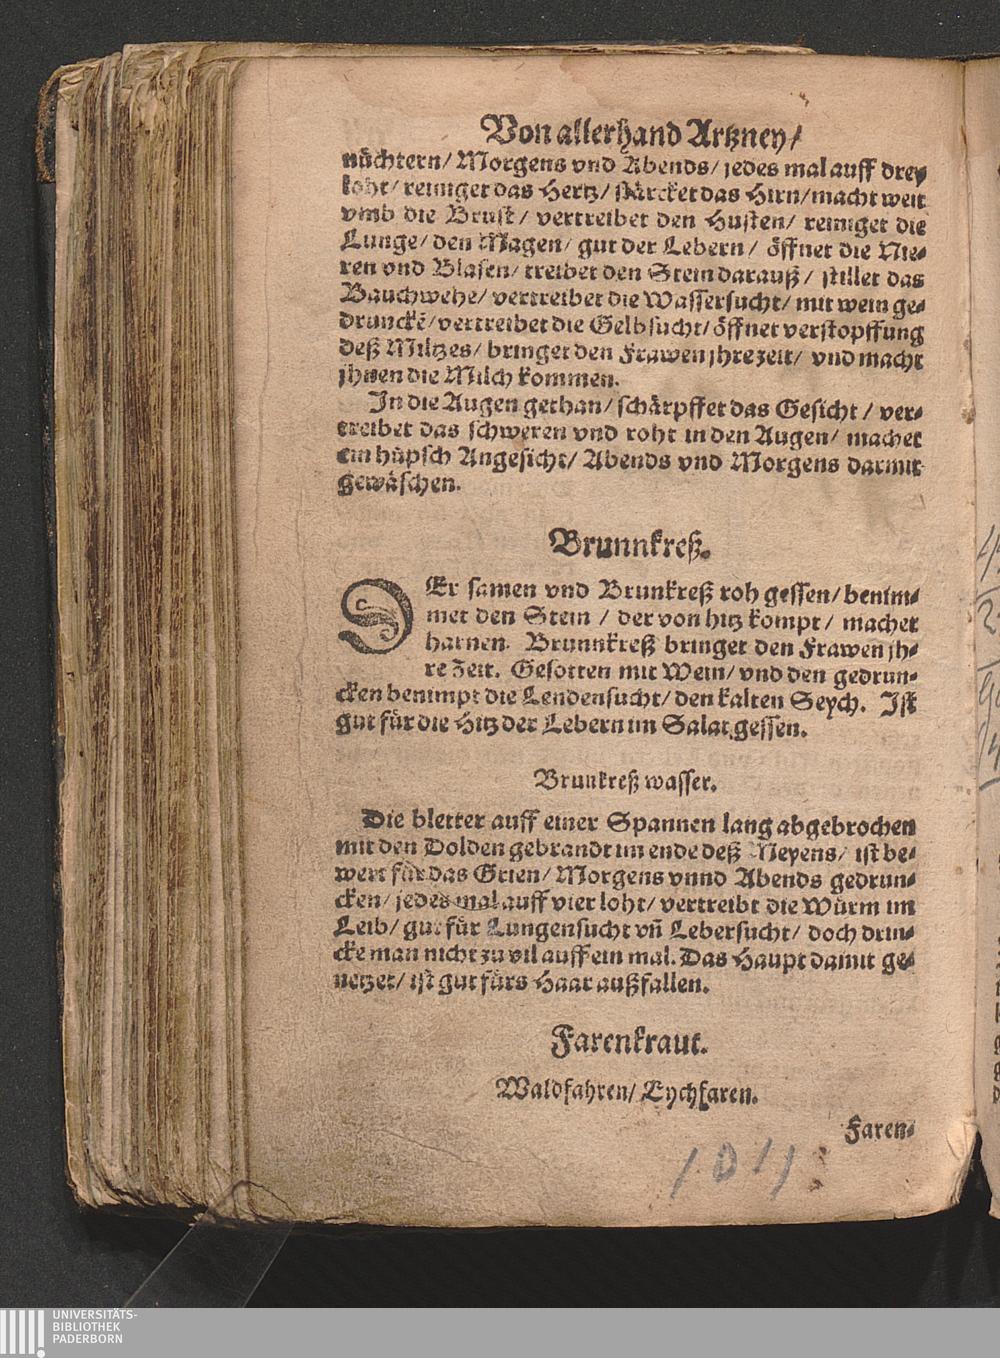 Von allerhand Artzney/
nüchtern/ Morgens vnd Abends/ jedes mal auff drey
loht/ reiniget das Hertz/ stärcket das Hirn/ macht weit
vmb die Brust/ vertreibet den Husten/ reiniget die
Lunge/ den Magen/ gut der Lebern/ öffnet die Nie-
ren vnd Blasen/ treibet den Stein darauß/ stillet das
Bauchwehe/ vertreibet die Wassersucht/ mit wein ge-
drunckẽ/ vertreibet die Gelbsucht/ öffnet verstopffung
deß Miltzes/ bringet den Frawen jhre zeit/ vnd macht
jhnen die Milch kommen.
In die Augen gethan/ schärpffet das Gesicht/ ver-
treibet das schweren vnd roht in den Augen/ machet
ein hüpsch Angesicht/ Abends vnd Morgens darmit
gewäschen.
Brunnkreß.
DEr samen vnd Brunkreß roh gessen/ benim-
met den Stein/ der von hitz kompt/ machet
harnen. Brunnkreß bringet den Frawen jh-
re Zeit. Gesotten mit Wein/ vnd den gedrun-
cken benimpt die Lendensucht/ den kalten Seych. Ist
gut für die Hitz der Lebern im Salat gessen.
Brunkreß wasser.
Die bletter auff einer Spannen lang abgebrochen
mit den Dolden gebrandt im ende deß Meyens/ ist be-
wert für das Grien/ Morgens vnnd Abends gedrun-
cken/ jedes mal auff vier loht/ vertreibt die Würm im
Leib/ gut für Lungensucht vñ Lebersucht/ doch drin-
cke man nicht zu vil auff ein mal. Das Haupt damit ge-
netzet/ ist gut fürs Haar außfallen.
Farenkraut.
Waldfahren/ Eychfaren.
Faren-
1011
UNIVERSITÄTS-
BIBLIOTHEK
PADERBORN